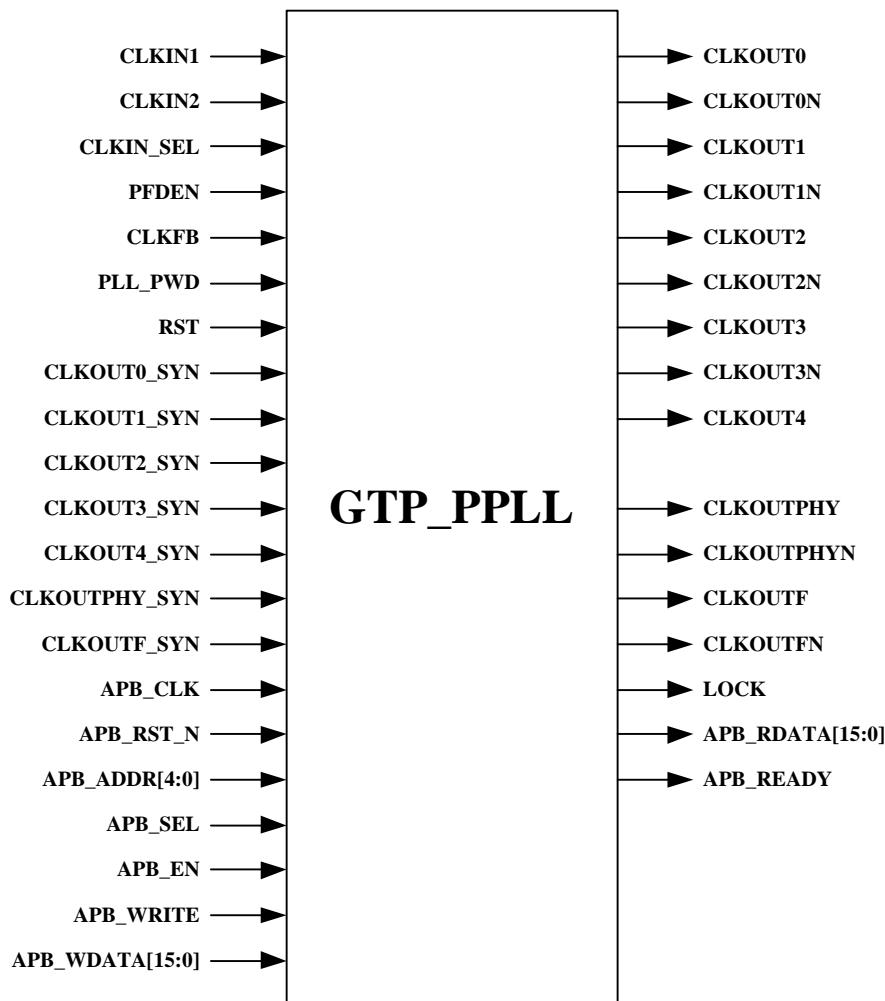 CLKIN1
CLKIN2
CLKIN_SEL
PFDEN
CLKFB
PLL_PWD
RST
CLKOUT0_SYN
CLKOUT1_SYN
CLKOUT2_SYN
CLKOUT3_SYN
CLKOUT4_SYN
CLKOUTPHY_SYN
CLKOUTF_SYN
APB_CLK
APB_RST_N
APB_ADDR[4:0]
APB_SEL
APB_EN
APB_WRITE
APB_WDATA[15:0]
GTP_PPLL
CLKOUT0
CLKOUT0N
CLKOUT1
CLKOUT1N
CLKOUT2
CLKOUT2N
CLKOUT3
CLKOUT3N
CLKOUT4
CLKOUTPHY
CLKOUTPHYN
CLKOUTF
CLKOUTFN
LOCK
APB_RDATA[15:0]
APB_READY